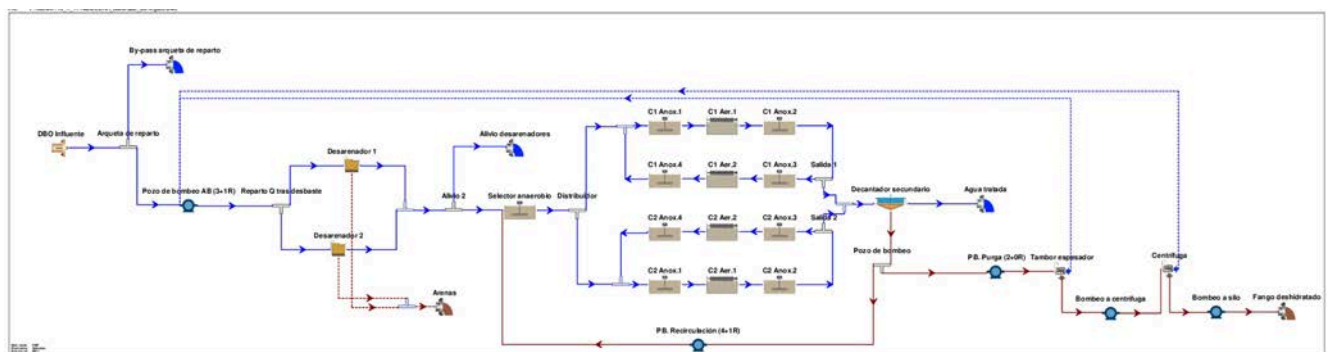 By-pass arqueta de reparto
DBO Influente
Arqueta de reparto
Pozo de bombeo AB (3+1R)
Reparto Q tras desbaste
Desarenador 1
Desarenador 2
Arenas
Alivio desarenadores
Alivio 2
Selector anaerobio
Distribuidor
C1 Anox.1
C1 Aer.1
C1 Anox.2
C1 Anox.4
C1 Aer.2
C1 Anox.3
Salida 1
C2 Anox.4
C2 Aer.2
C2 Anox.3
Salida 2
C2 Anox.1
C2 Aer.1
C2 Anox.2
Decantador secundario
Agua tratada
Pozo de bombeo
PB. Recirculación (4+1R)
PB. Purga (2+0R)
Tambor espesador
Bombeo a centrífuga
Centrífuga
Bombeo a silo
Fango deshidratado